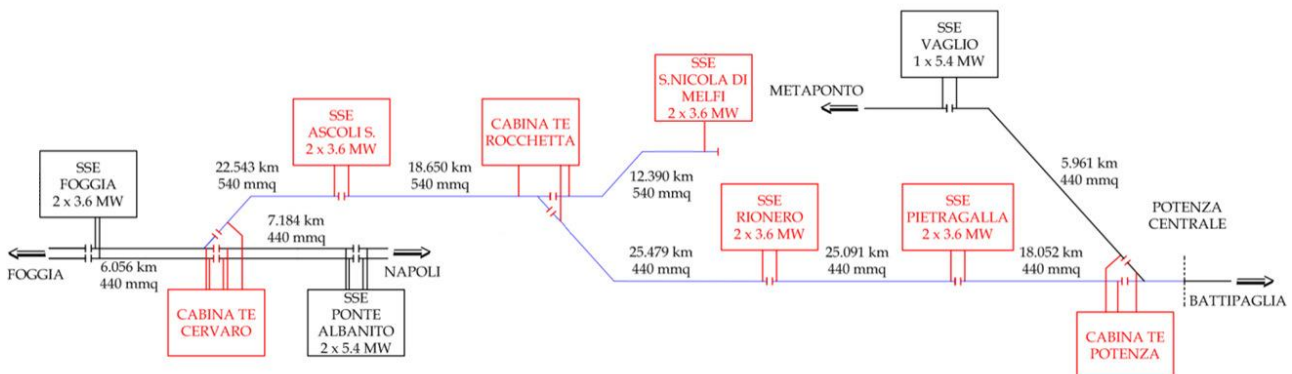 SSE
VAGLIO
1 x 5.4 MW
SSE
S.NICOLA DI
MELFI
2 x 3.6 MW
METAPONTO
SSE
ASCOLI S.
2 x 3.6 MW
CABINA TE
ROCCHETTA
SSE
FOGGIA
2 x 3.6 MW
22.543 km
540 mmq
18.650 km
540 mmq
12.390 km
540 mmq
5.961 km
440 mmq
7.184 km
440 mmq
SSE
RIONERO
2 x 3.6 MW
SSE
PIETRAGALLA
2 x 3.6 MW
POTENZA
CENTRALE
FOGGIA
6.056 km
440 mmq
NAPOLI
25.479 km
440 mmq
25.091 km
440 mmq
18.052 km
440 mmq
BATTIPAGLIA
CABINA TE
CERVARO
SSE
PONTE
ALBANITO
2 x 5.4 MW
CABINA TE
POTENZA